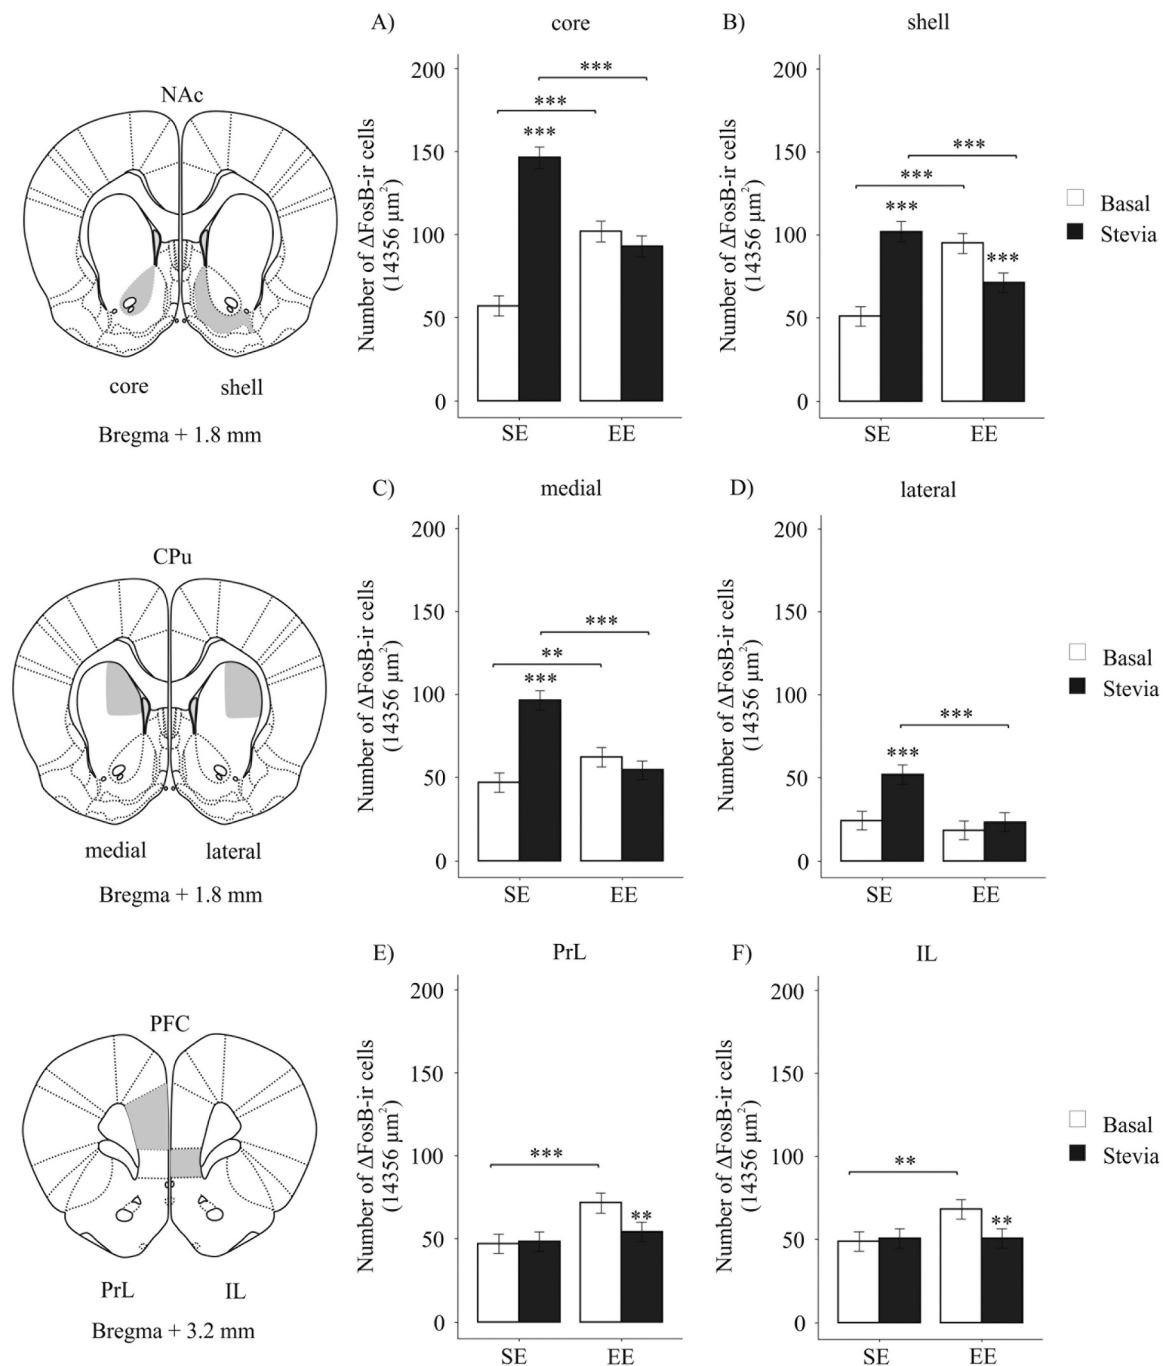 A) core
B) shell
NAc
core shell
Bregma + 1.8 mm
Number of ΔFosB-ir cells
(14356 μm²)
200
150
100
50
0
***
***
***
SE EE
Number of ΔFosB-ir cells
(14356 μm²)
200
150
100
50
0
***
***
***
***
SE EE
Basal
Stevia
C) medial
D) lateral
CPu
medial lateral
Bregma + 1.8 mm
Number of ΔFosB-ir cells
(14356 μm²)
200
150
100
50
0
***
**
***
SE EE
Number of ΔFosB-ir cells
(14356 μm²)
200
150
100
50
0
***
***
SE EE
Basal
Stevia
E) PrL
F) IL
PFC
PrL IL
Bregma + 3.2 mm
Number of ΔFosB-ir cells
(14356 μm²)
200
150
100
50
0
***
**
SE EE
Number of ΔFosB-ir cells
(14356 μm²)
200
150
100
50
0
**
**
SE EE
Basal
Stevia